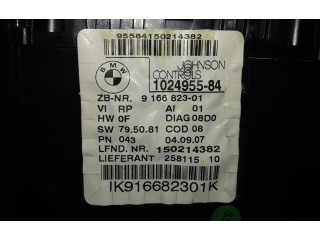 95584150214382
BMW
JOHNSON CONTROLS
1024955-84
ZB-NR. 9 166 823-01
VI RP AI 01
HW 0F DIAG 08D0
SW 79.50.81 COD 08
PN 043 04.09.07
LFND. NR. 150214382
LIEFERANT 258115 10
IK916682301K